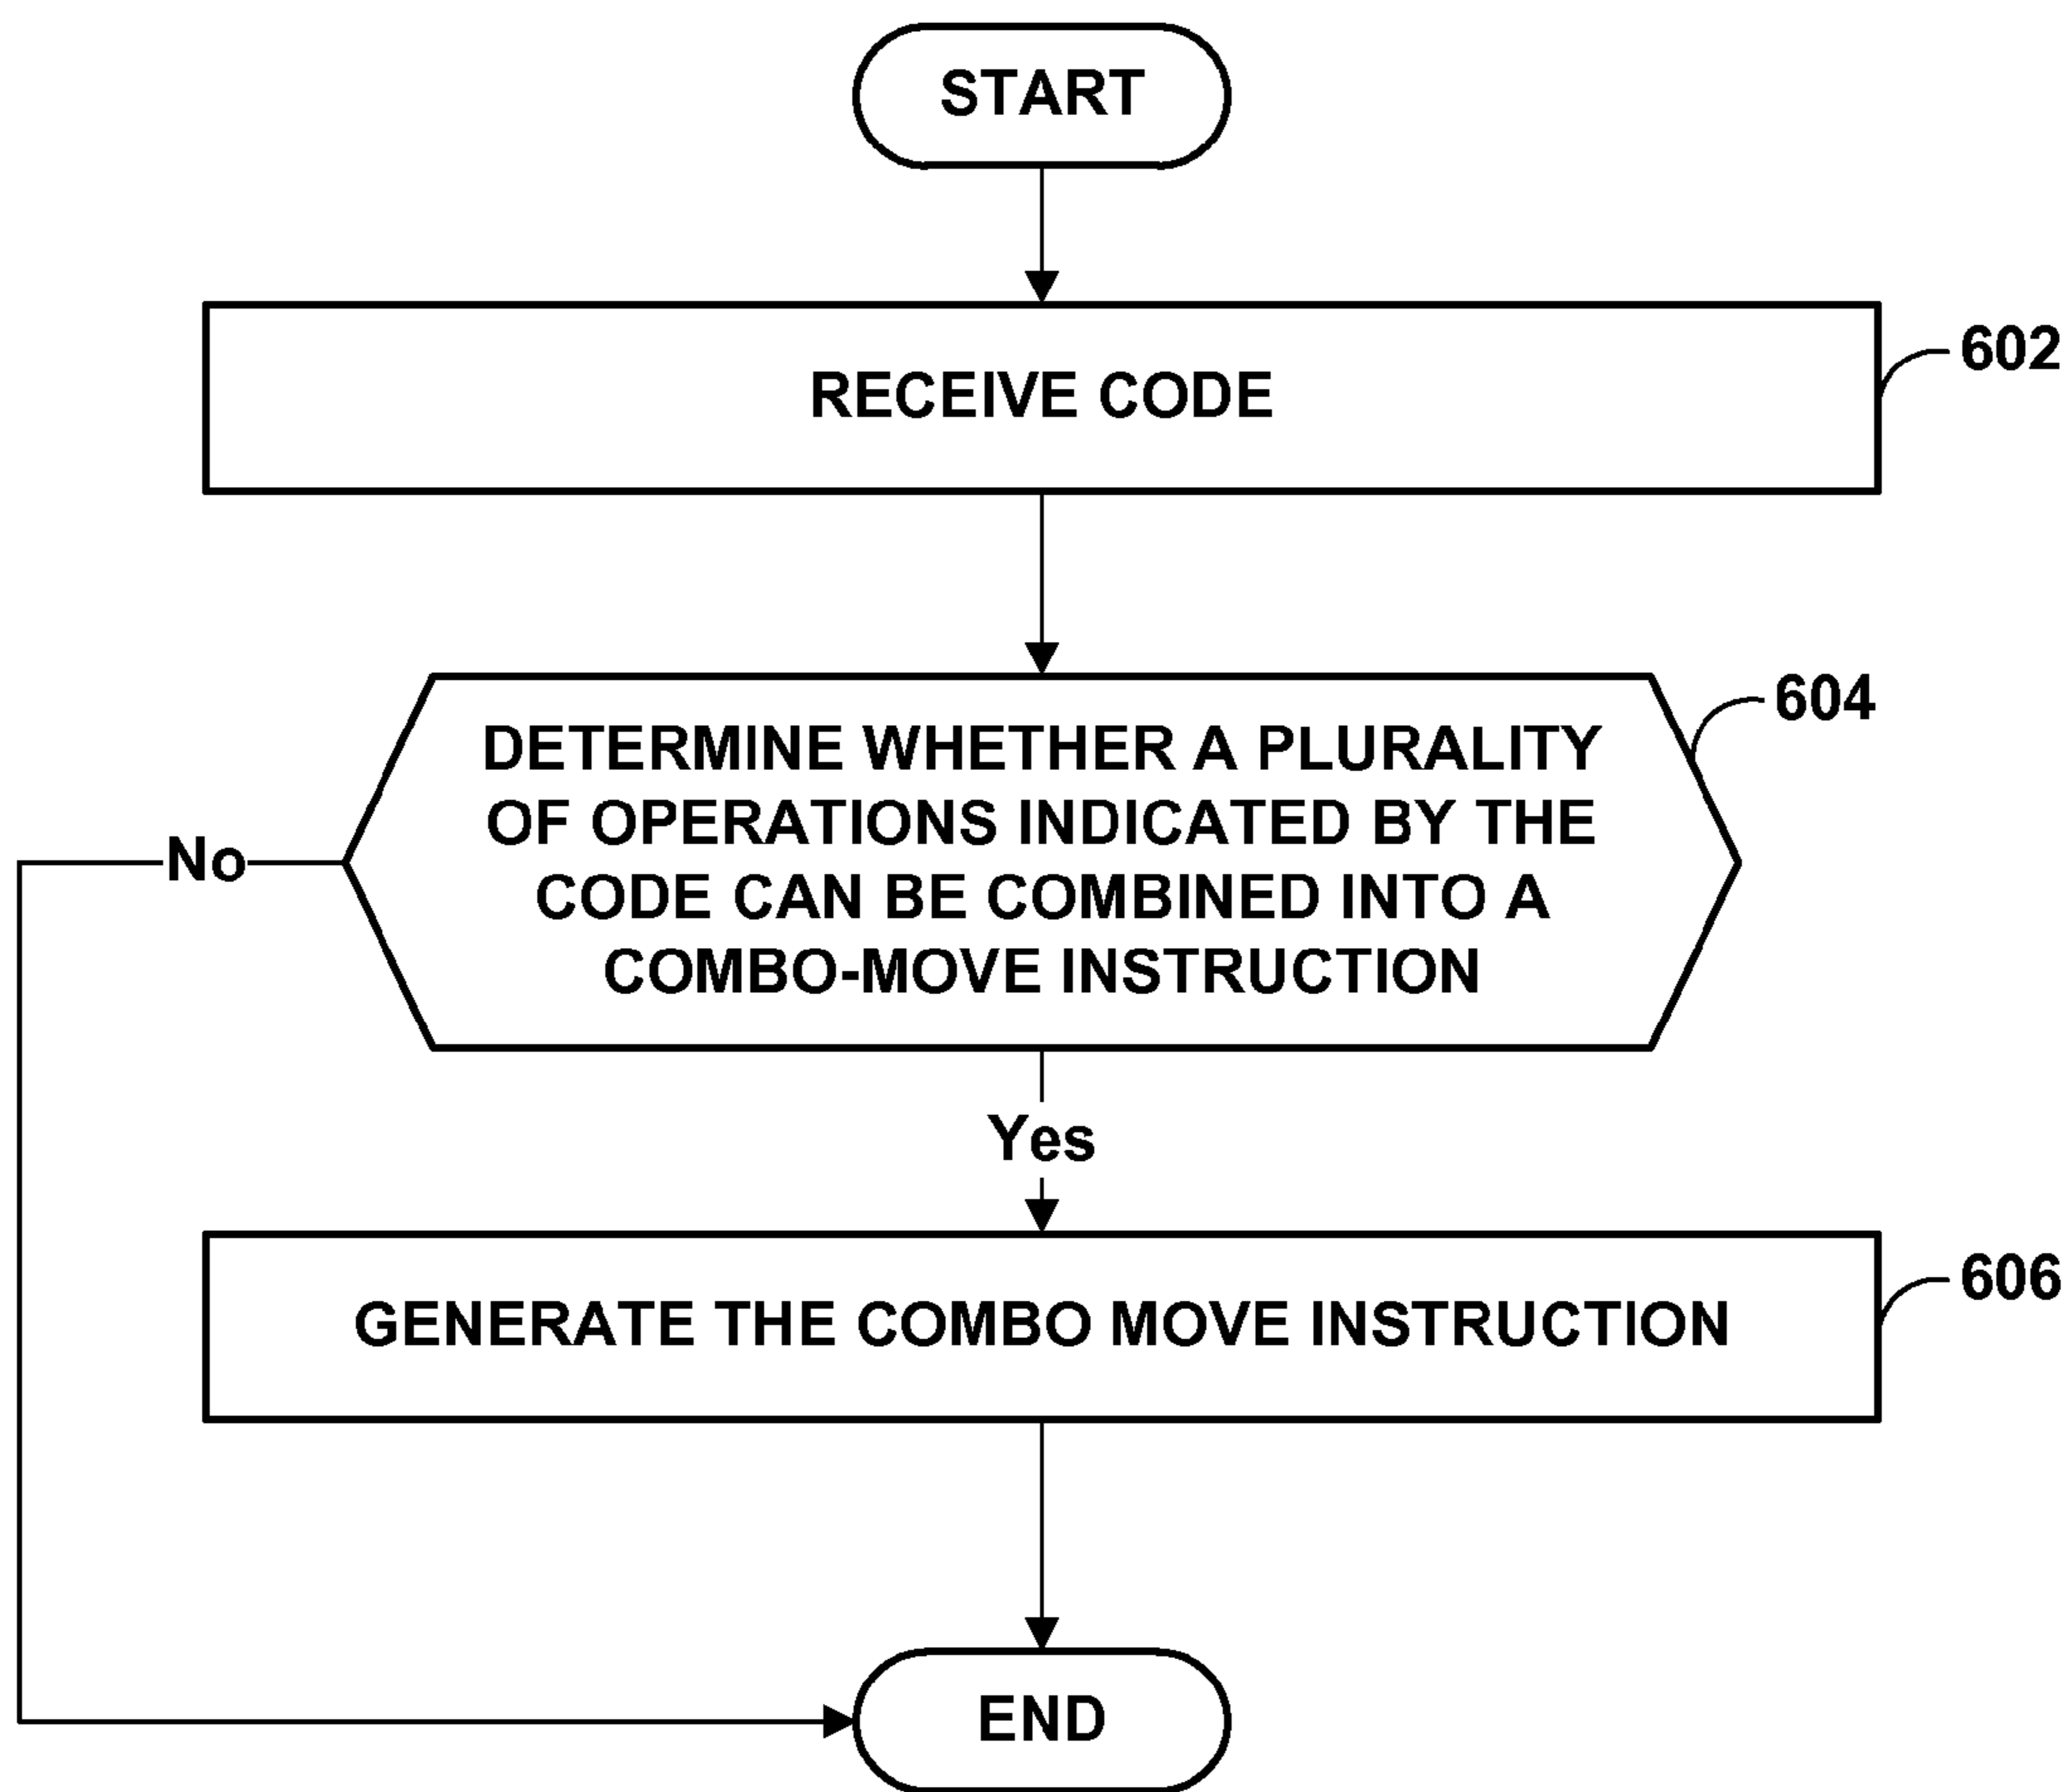 START
RECEIVE CODE
602
DETERMINE WHETHER A PLURALITY
OF OPERATIONS INDICATED BY THE
CODE CAN BE COMBINED INTO A
COMBO-MOVE INSTRUCTION
604
No
Yes
GENERATE THE COMBO MOVE INSTRUCTION
606
END